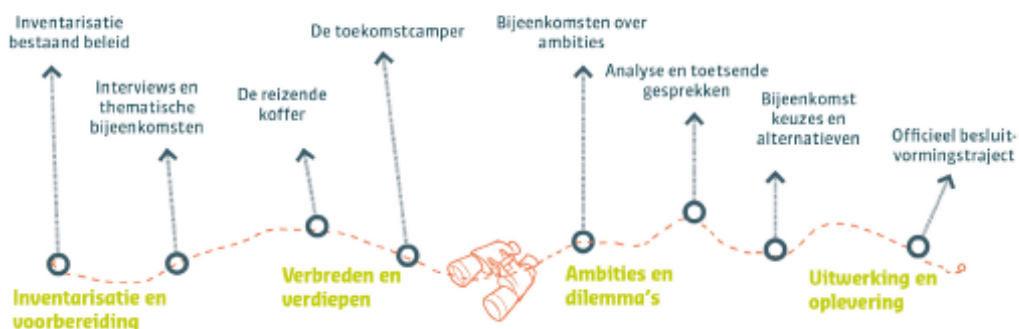 Inventarisatie
bestaand beleid
Interviews en
thematische
bijeenkomsten
De reizende
koffer
De toekomstcamper
Bijeenkomsten over
ambities
Analyse en toetsende
gesprekken
Bijeenkomst
keuzes en
alternatieven
Officieel besluit-
vormingstraject
Inventarisatie en
voorbereiding
Verbreden en
verdiepen
Ambities en
dilemma's
Uitwerking en
oplevering